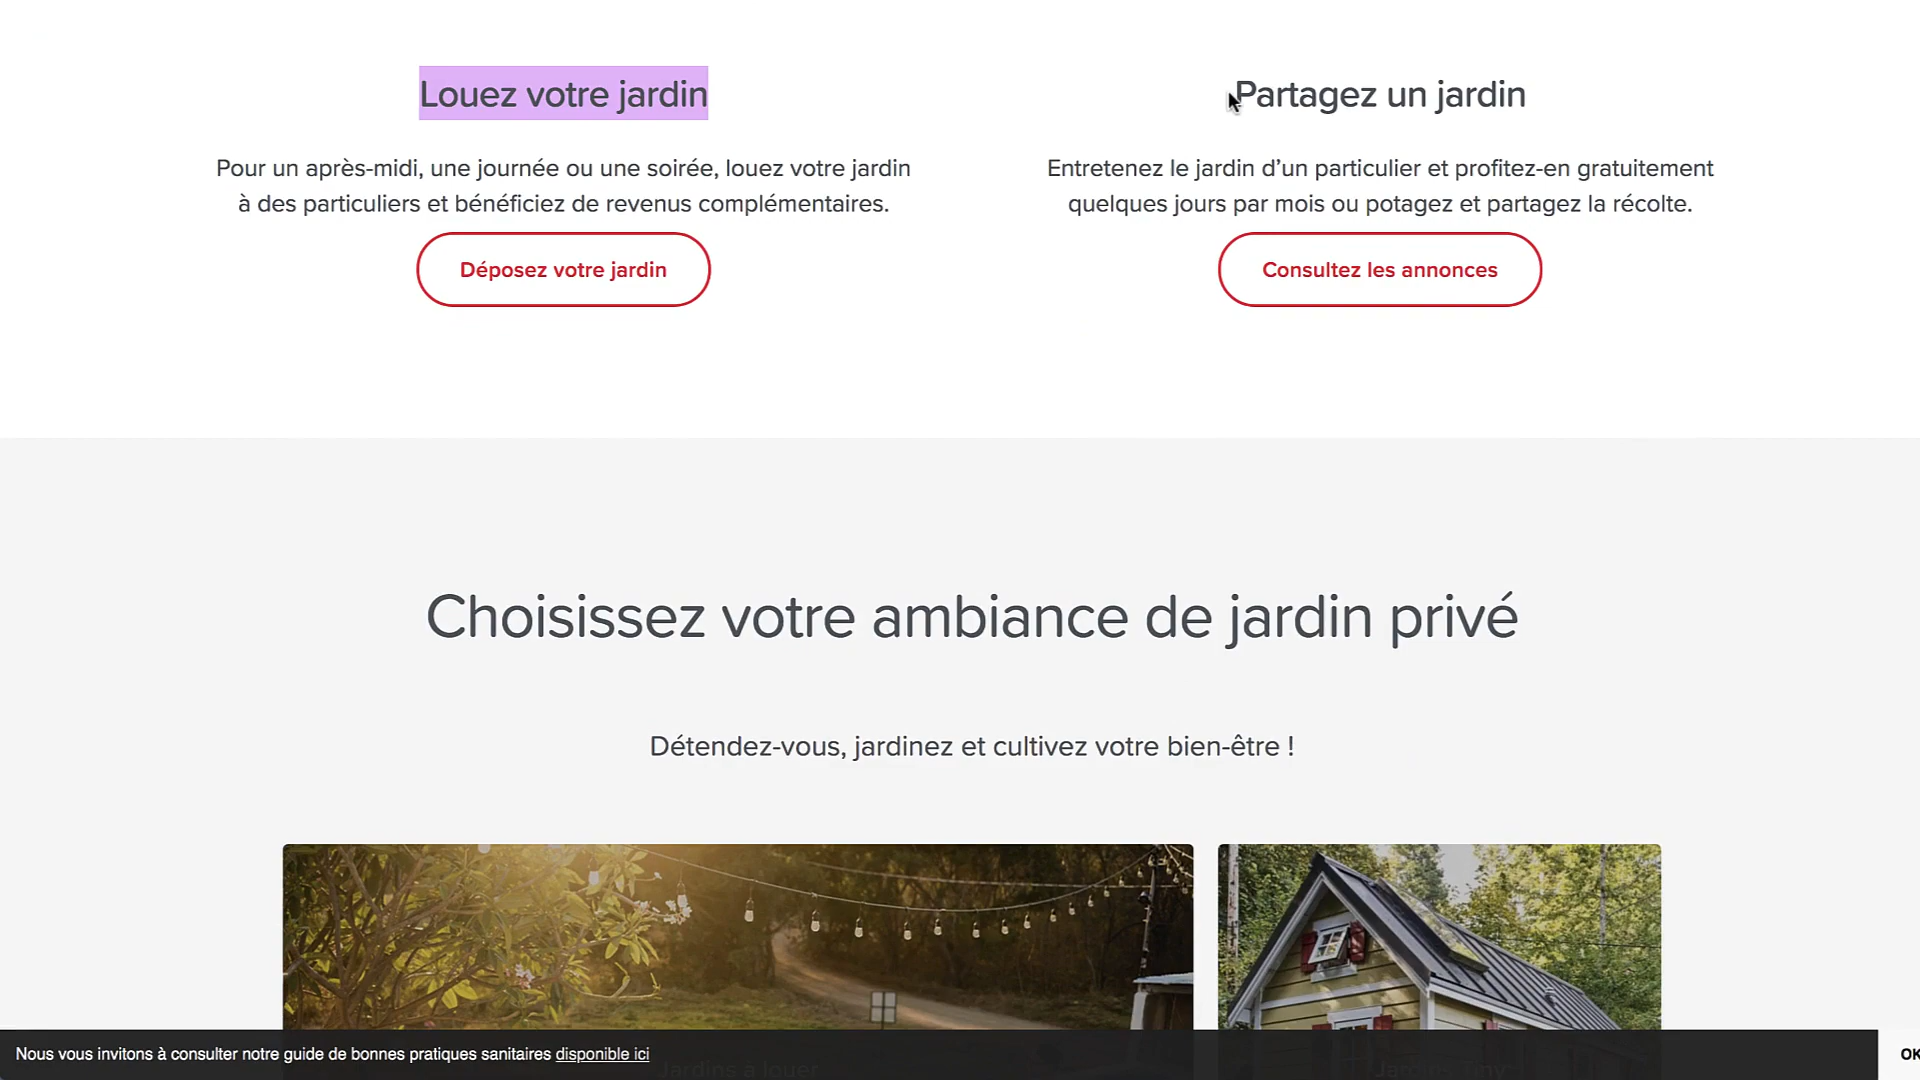 Louez votre jardin
Pour un après-midi, une journée ou une soirée, louez votre jardin
à des particuliers et bénéficiez de revenus complémentaires.
Déposez votre jardin
Partagez un jardin
Entretenez le jardin d’un particulier et profitez-en gratuitement
quelques jours par mois ou potagez et partagez la récolte.
Consultez les annonces
Choisissez votre ambiance de jardin privé
Détendez-vous, jardinez et cultivez votre bien-être !
Jardins à louer
Nous vous invitons à consulter notre guide de bonnes pratiques sanitaires disponible ici
OK